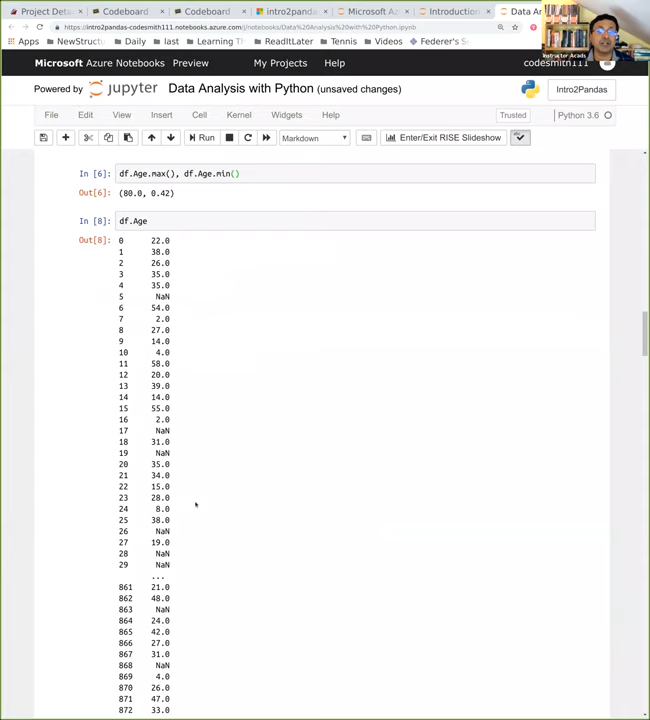 Project Deta
Codeboard
Codeboard
intro2panda
Microsoft Az
Introduction
Data An
https://intro2pandas-codesmith111.notebooks.azure.com/j/notebooks/Data%20Analysis%20with%20Python.ipynb
Apps
NewStructu
Daily
last
Learning T
ReadItLater
Tennis
Videos
Federer's S
Instructor Acads
Microsoft Azure Notebooks Preview My Projects Help codesmith111
Powered by jupyter Data Analysis with Python (unsaved changes) Intro2Pandas
File Edit View Insert Cell Kernel Widgets Help Trusted Python 3.6
Run Markdown Enter/Exit RISE Slideshow
In [6]: df.Age.max(), df.Age.min()
Out[6]: (80.0, 0.42)
In [8]: df.Age
Out[8]: 0 22.0
1 38.0
2 26.0
3 35.0
4 35.0
5 NaN
6 54.0
7 2.0
8 27.0
9 14.0
10 4.0
11 58.0
12 20.0
13 39.0
14 14.0
15 55.0
16 2.0
17 NaN
18 31.0
19 NaN
20 35.0
21 34.0
22 15.0
23 28.0
24 8.0
25 38.0
26 NaN
27 19.0
28 NaN
29 NaN
...
861 21.0
862 48.0
863 NaN
864 24.0
865 42.0
866 27.0
867 31.0
868 NaN
869 4.0
870 26.0
871 47.0
872 33.0